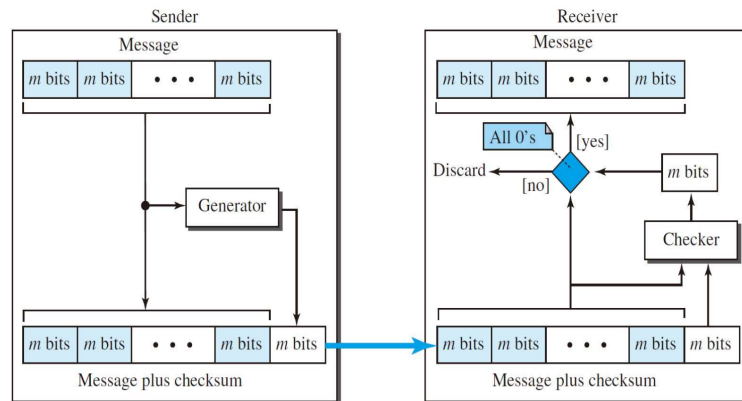 Sender
Message
m bits m bits • • • m bits
Generator
m bits m bits • • • m bits m bits
Message plus checksum
Receiver
Message
m bits m bits • • • m bits
All 0's
[yes]
Discard
[no]
m bits
Checker
m bits m bits • • • m bits m bits
Message plus checksum